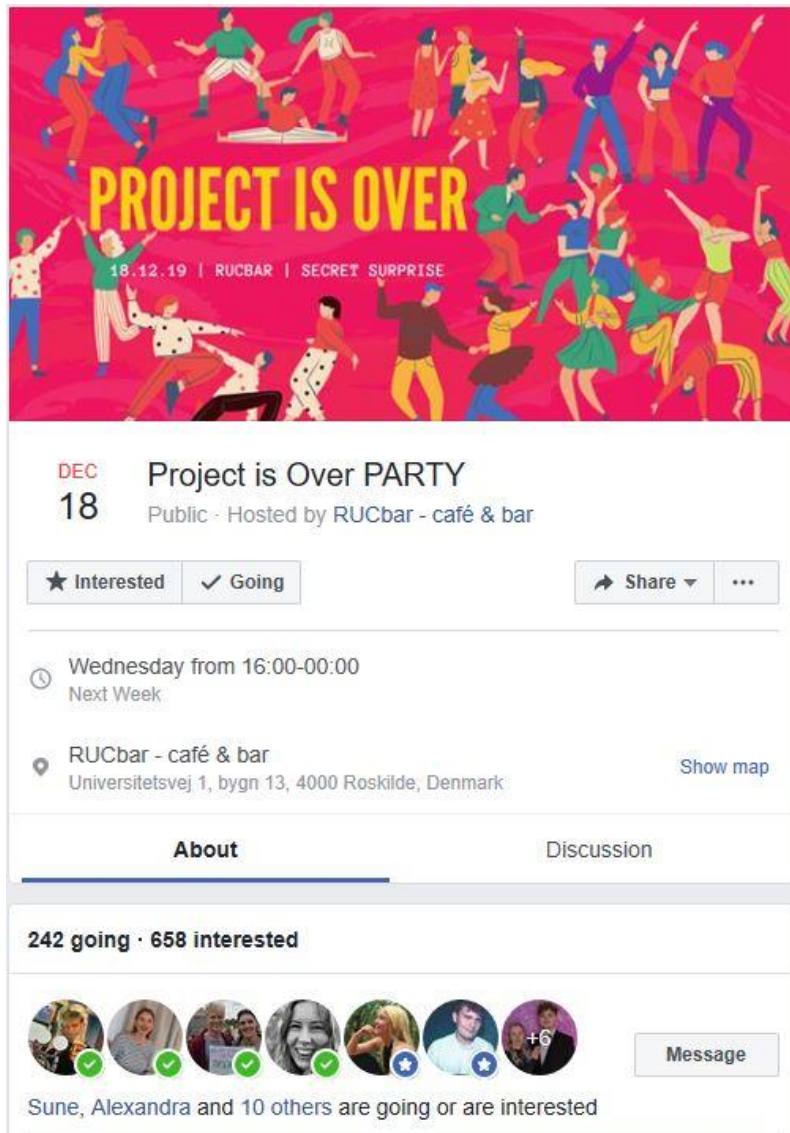 PROJECT IS OVER
18.12.19 | RUCBAR | SECRET SURPRISE
DEC
18
Project is Over PARTY
Public · Hosted by RUCbar - café & bar
Interested
Going
Share
Wednesday from 16:00-00:00
Next Week
RUCbar - café & bar
Universitetsvej 1, bygn 13, 4000 Roskilde, Denmark
Show map
About
Discussion
242 going · 658 interested
+6
Message
Sune, Alexandra and 10 others are going or are interested